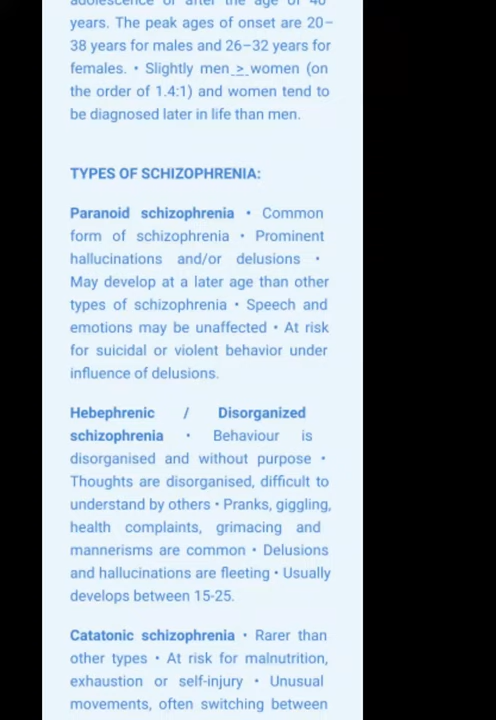 adolescence or after the age of 40
years. The peak ages of onset are 20–
38 years for males and 26–32 years for
females. • Slightly men > women (on
the order of 1.4:1) and women tend to
be diagnosed later in life than men.
TYPES OF SCHIZOPHRENIA:
Paranoid schizophrenia • Common
form of schizophrenia • Prominent
hallucinations and/or delusions •
May develop at a later age than other
types of schizophrenia • Speech and
emotions may be unaffected • At risk
for suicidal or violent behavior under
influence of delusions.
Hebephrenic / Disorganized
schizophrenia • Behaviour is
disorganised and without purpose •
Thoughts are disorganised, difficult to
understand by others • Pranks, giggling,
health complaints, grimacing and
mannerisms are common • Delusions
and hallucinations are fleeting • Usually
develops between 15-25.
Catatonic schizophrenia • Rarer than
other types • At risk for malnutrition,
exhaustion or self-injury • Unusual
movements, often switching between